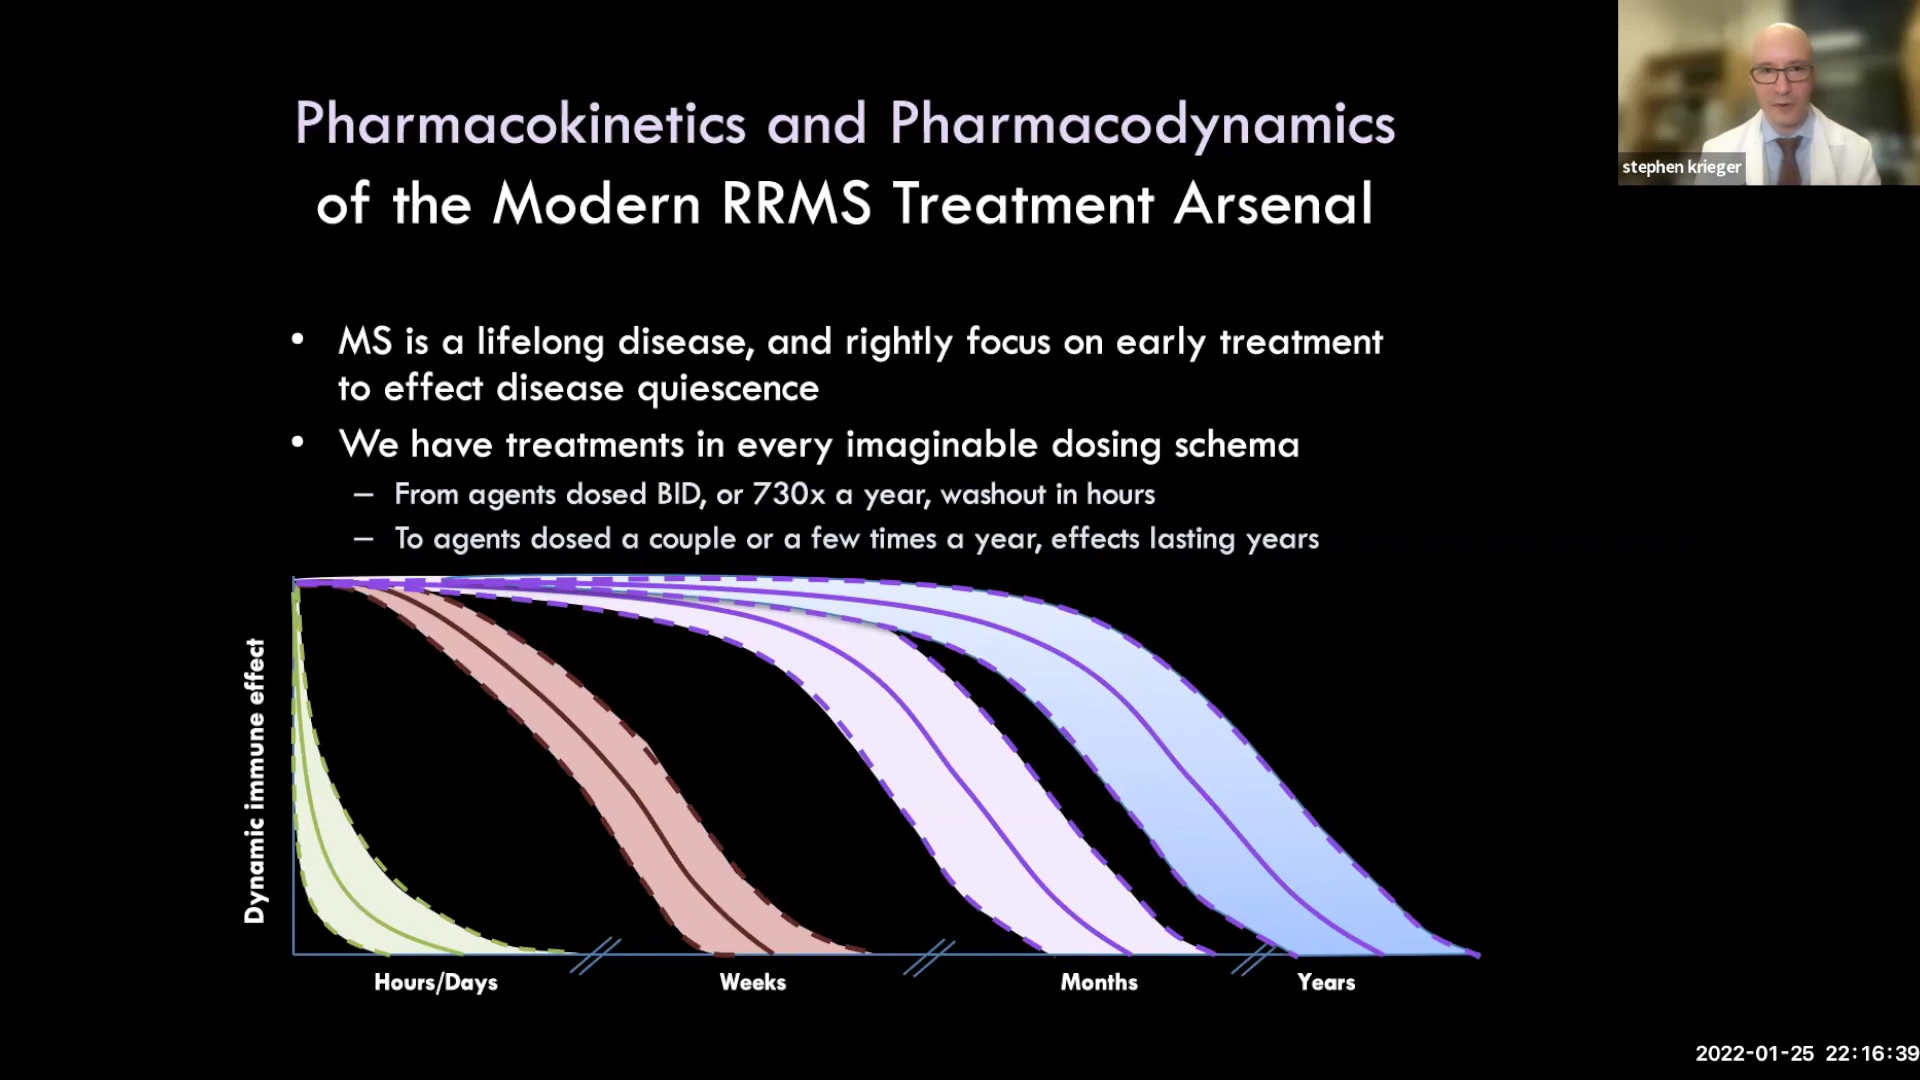 Pharmacokinetics and Pharmacodynamics
of the Modern RRMS Treatment Arsenal
stephen krieger
• MS is a lifelong disease, and rightly focus on early treatment
to effect disease quiescence
• We have treatments in every imaginable dosing schema
– From agents dosed BID, or 730x a year, washout in hours
– To agents dosed a couple or a few times a year, effects lasting years
Dynamic immune effect
Hours/Days
Weeks
Months
Years
2022-01-25 22:16:39